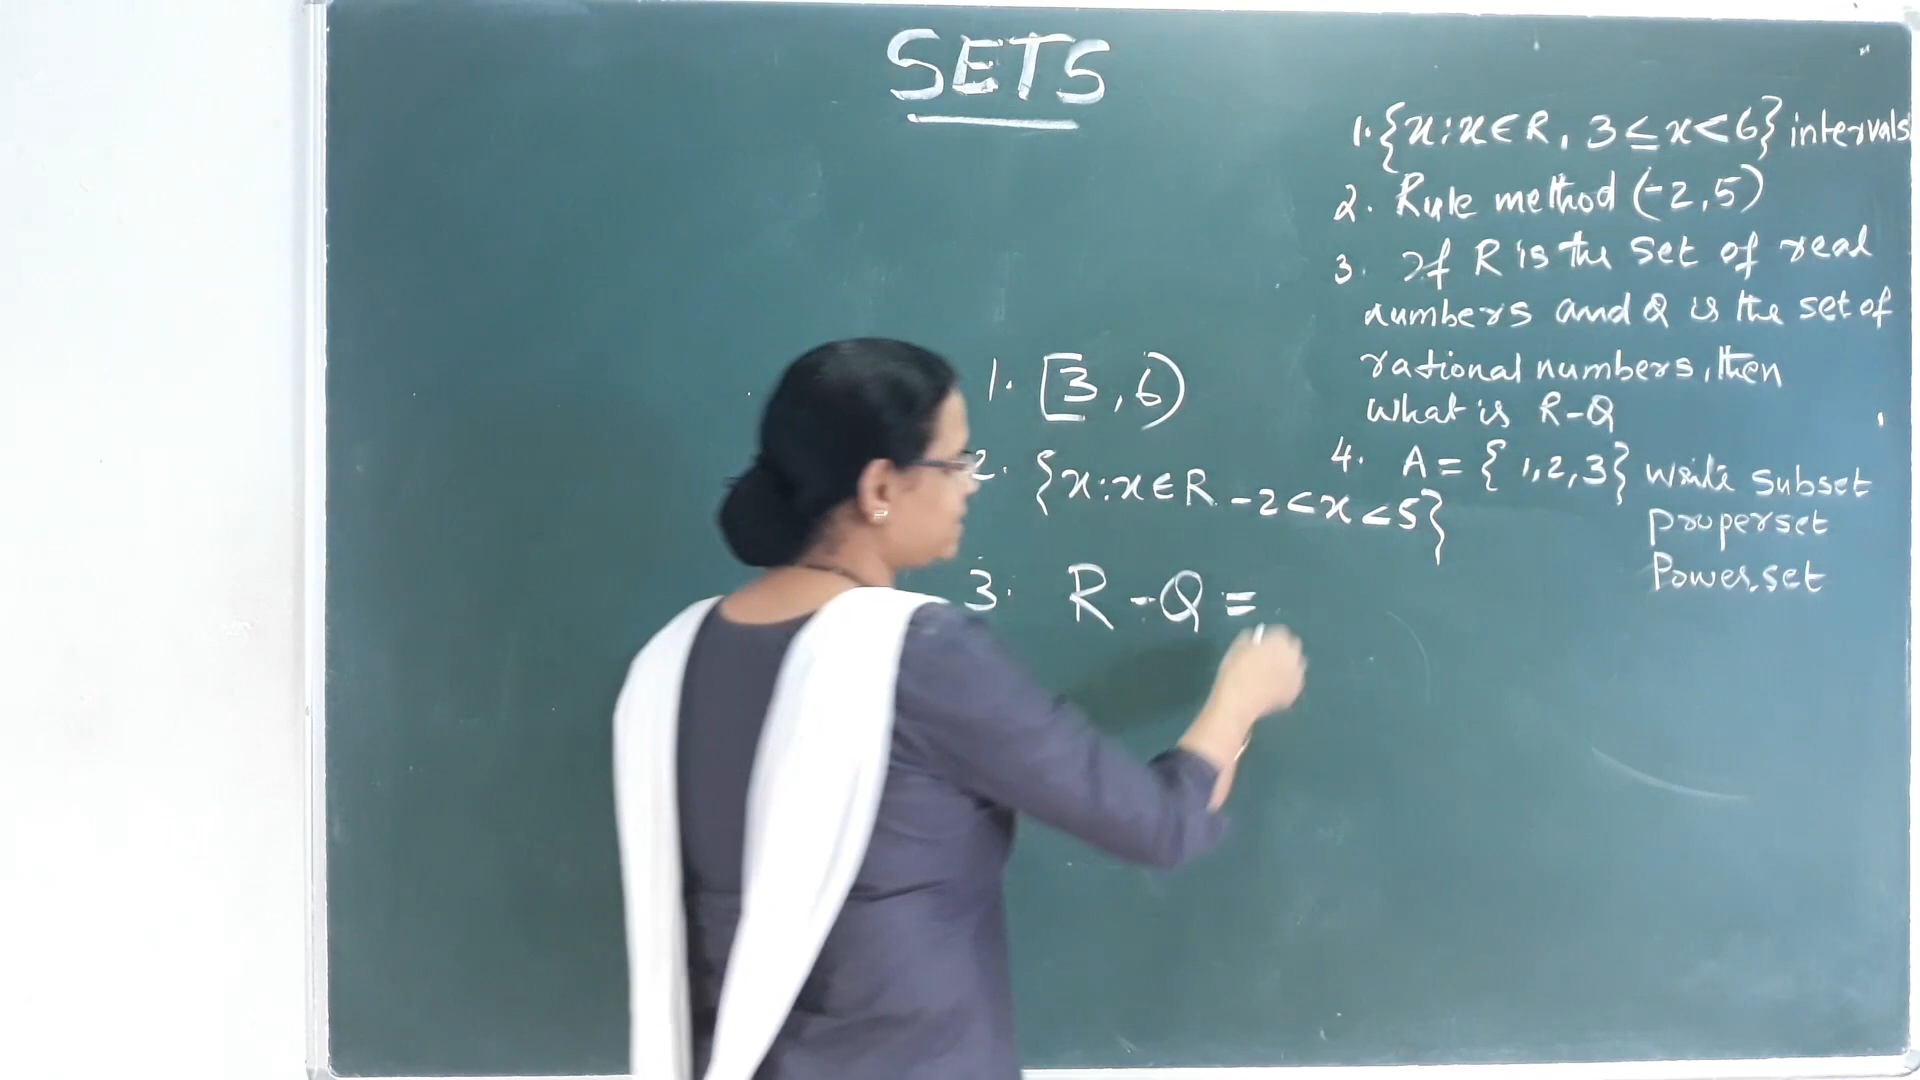 SETS
1. {x:x∈R, 3≤x<6} intervals
2. Rule method (-2,5)
3. If R is the set of real
numbers and Q is the set of
rational numbers, then
what is R-Q
4. A = {1,2,3} write subset
properset
Power set
1. [3,6)
2. {x:x∈R -2<x<5}
3. R-Q=